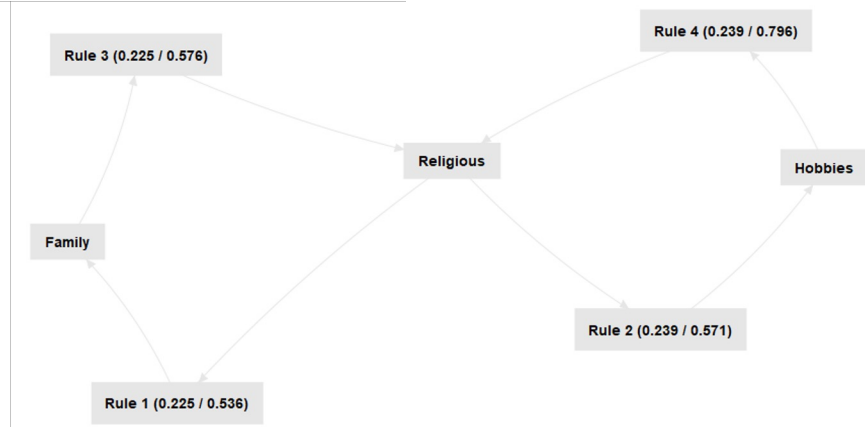 Rule 4 (0.239 / 0.796)
Rule 3 (0.225 / 0.576)
Religious
Hobbies
Family
Rule 2 (0.239 / 0.571)
Rule 1 (0.225 / 0.536)